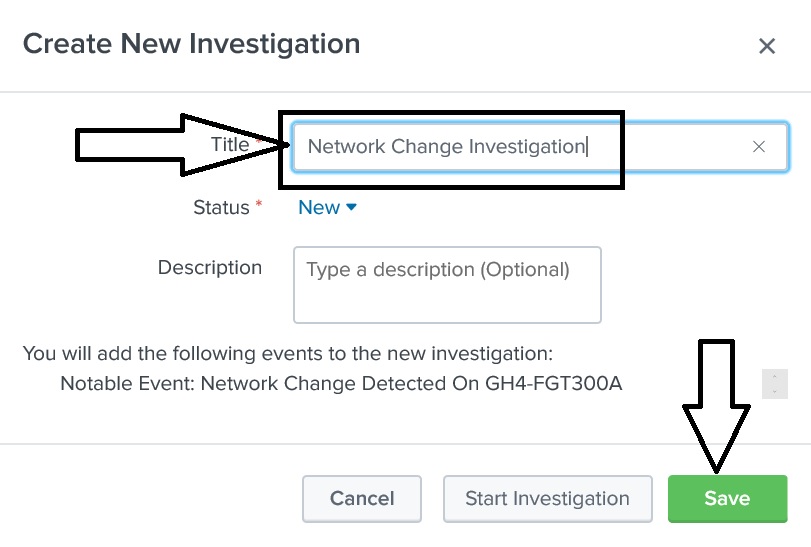 Create New Investigation
Title *
Network Change Investigation
Status *
New
Description
Type a description (Optional)
You will add the following events to the new investigation:
Notable Event: Network Change Detected On GH4-FGT300A
Cancel
Start Investigation
Save